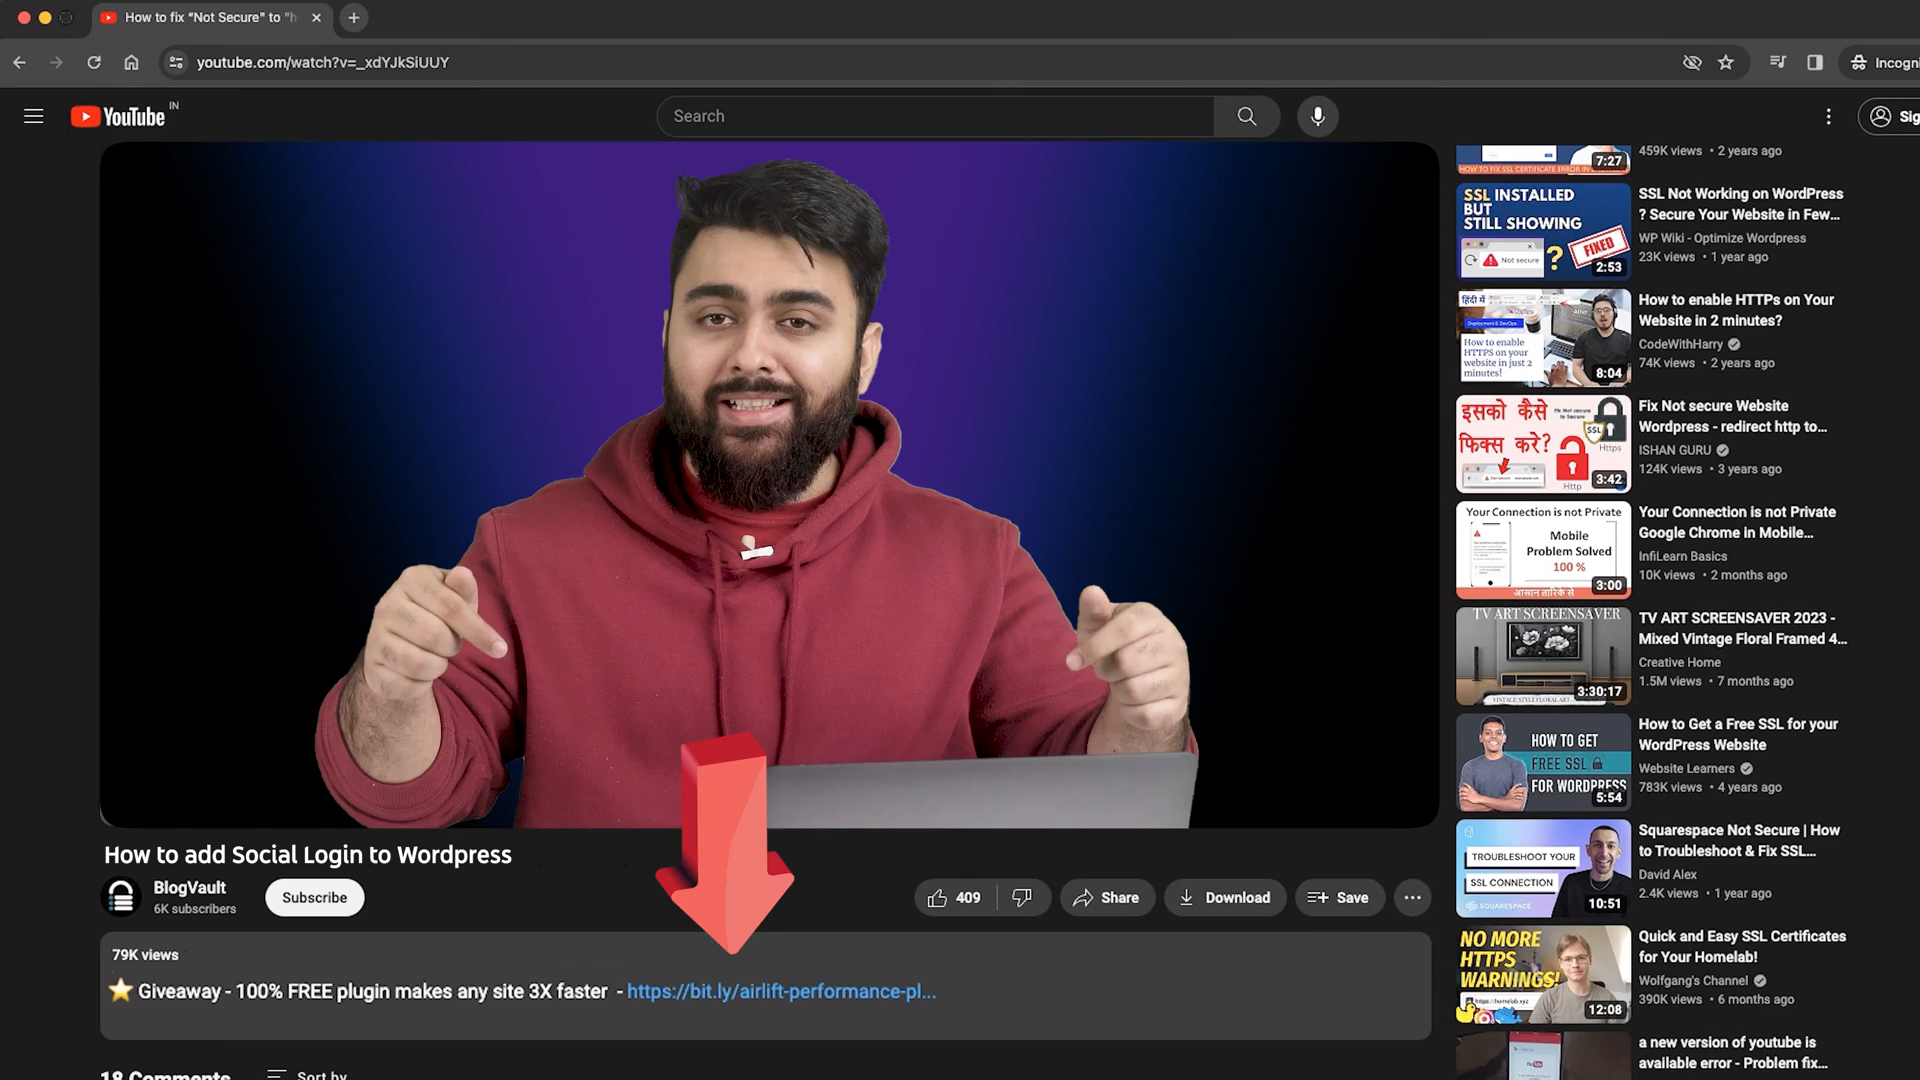 How to fix “Not Secure” to “h
youtube.com/watch?v=_xdYJkSiUUY
Incogni
YouTube IN
Search
Sig
How to add Social Login to Wordpress
BlogVault
6K subscribers
Subscribe
409
Share
Download
Save
79K views
Giveaway - 100% FREE plugin makes any site 3X faster - https://bit.ly/airlift-performance-pl...
18 Comments
Sort by
7:27
459K views • 2 years ago
SSL INSTALLED
BUT
STILL SHOWING
Not secure
?
FIXED
2:53
SSL Not Working on WordPress
? Secure Your Website in Few...
WP Wiki - Optimize Wordpress
23K views • 1 year ago
हिंदी में
Deployment & DevOps
How to enable
HTTPS on your
website in just 2
minutes!
8:04
How to enable HTTPs on Your
Website in 2 minutes?
CodeWithHarry
74K views • 2 years ago
इसको कैसे
फिक्स करे?
SSL
Https
Http
3:42
Fix Not secure Website
Wordpress - redirect http to...
ISHAN GURU
124K views • 3 years ago
Your Connection is not Private
Mobile
Problem Solved
100 %
आसान तारिके से
3:00
Your Connection is not Private
Google Chrome in Mobile...
InfiLearn Basics
10K views • 2 months ago
TV ART SCREENSAVER
3:30:17
TV ART SCREENSAVER 2023 -
Mixed Vintage Floral Framed 4...
Creative Home
1.5M views • 7 months ago
HOW TO GET
FREE SSL
FOR WORDPRESS
5:54
How to Get a Free SSL for your
WordPress Website
Website Learners
783K views • 4 years ago
TROUBLESHOOT YOUR
SSL CONNECTION
SQUARESPACE
10:51
Squarespace Not Secure | How
to Troubleshoot & Fix SSL...
David Alex
2.4K views • 1 year ago
NO MORE
HTTPS
WARNINGS!
https://homelab.xyz
12:08
Quick and Easy SSL Certificates
for Your Homelab!
Wolfgang's Channel
390K views • 6 months ago
a new version of youtube is
available error - Problem fix...